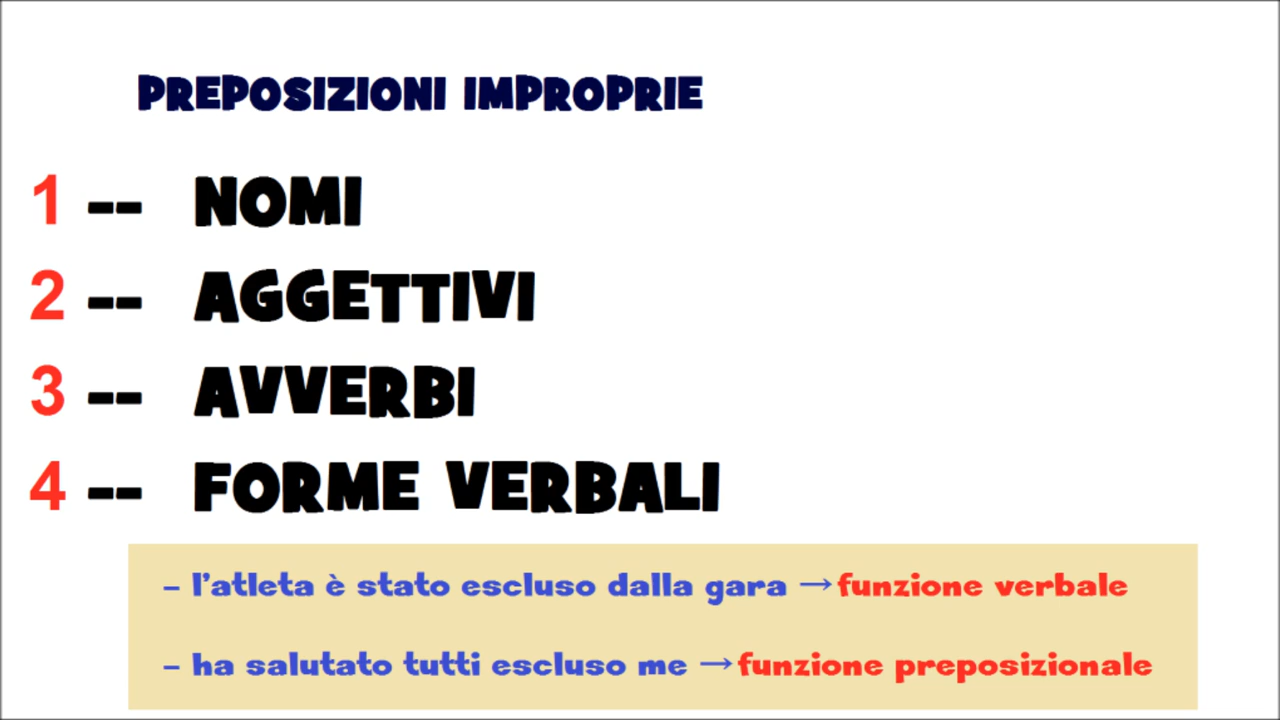 PREPOSIZIONI IMPROPRIE
1 -- NOMI
2 -- AGGETTIVI
3 -- AVVERBI
4 -- FORME VERBALI
– l'atleta è stato escluso dalla gara → funzione verbale
– ha salutato tutti escluso me → funzione preposizionale